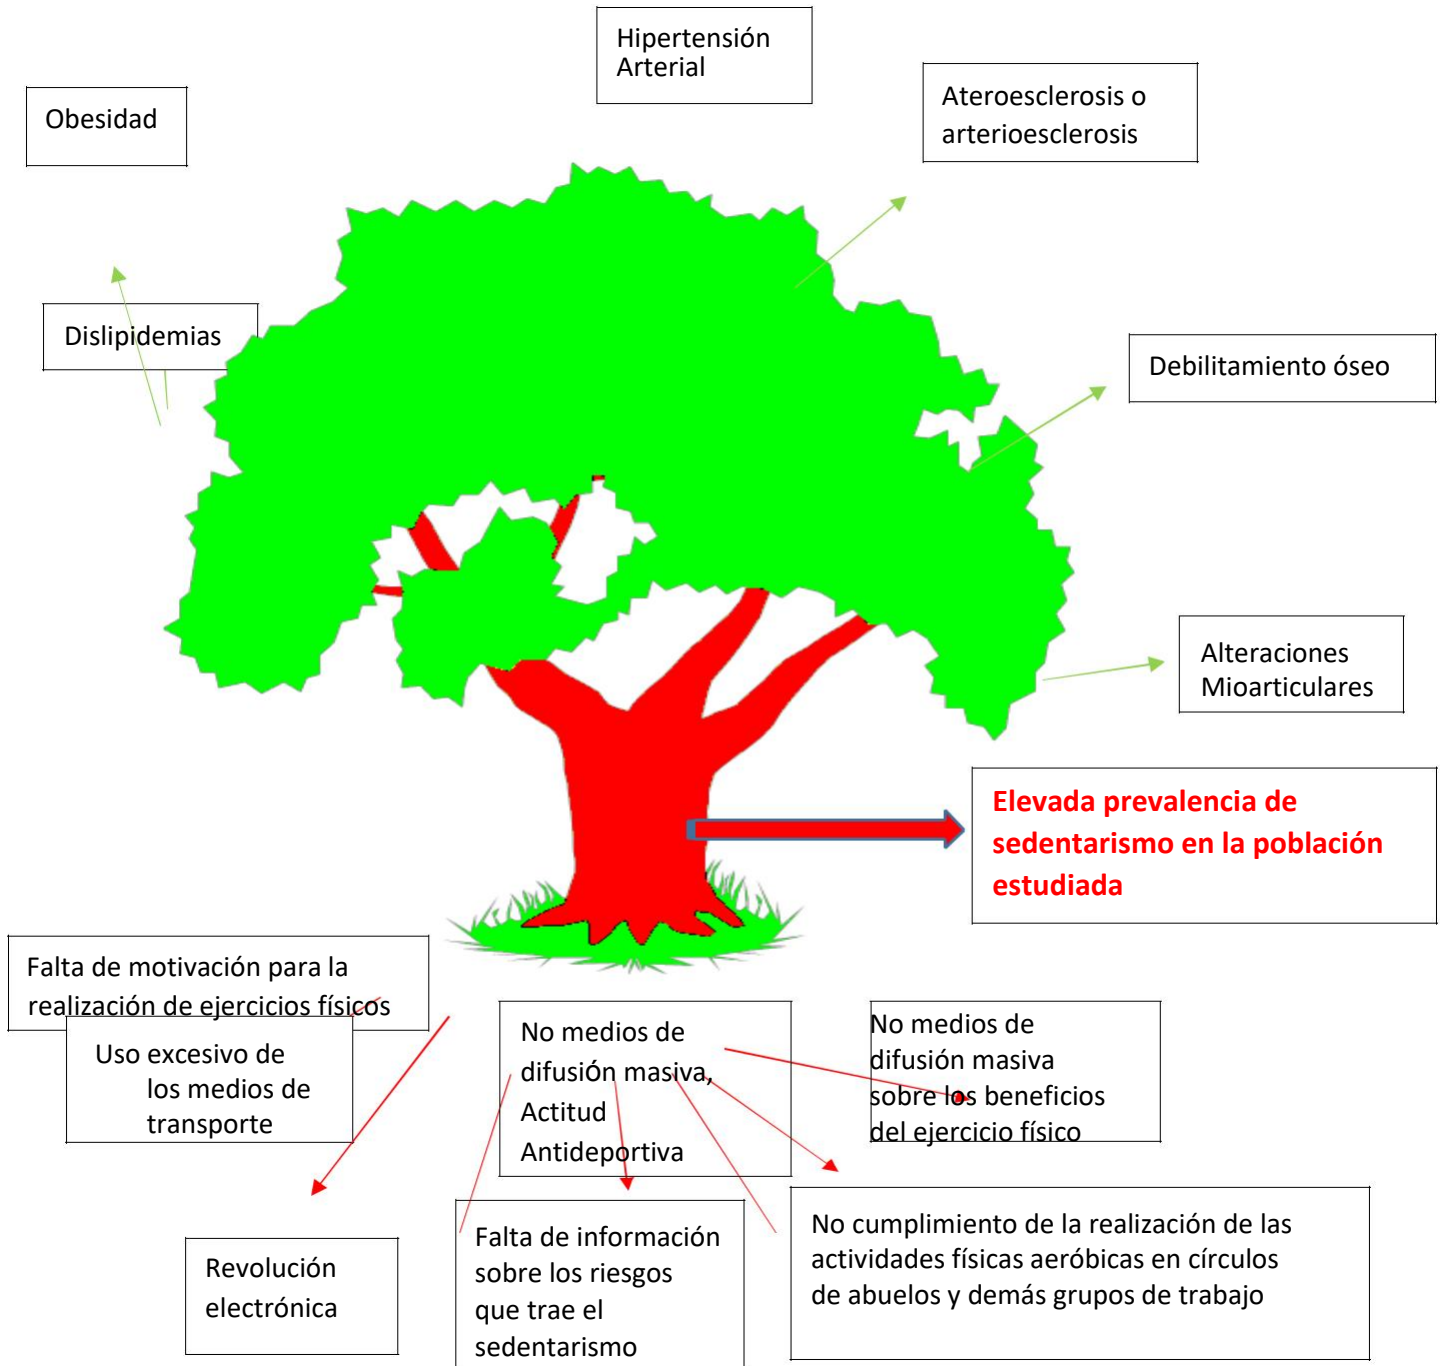 Hipertensión
Arterial
Ateroesclerosis o
arterioesclerosis
Obesidad
Dislipidemias
Debilitamiento óseo
Alteraciones
Mioarticulares
Elevada prevalencia de
sedentarismo en la población
estudiada
Falta de motivación para la
realización de ejercicios físicos
Uso excesivo de
los medios de
transporte
No medios de
difusión masiva,
Actitud
Antideportiva
No medios de
difusión masiva
sobre los beneficios
del ejercicio físico
Revolución
electrónica
Falta de información
sobre los riesgos
que trae el
sedentarismo
No cumplimiento de la realización de las
actividades físicas aeróbicas en círculos
de abuelos y demás grupos de trabajo